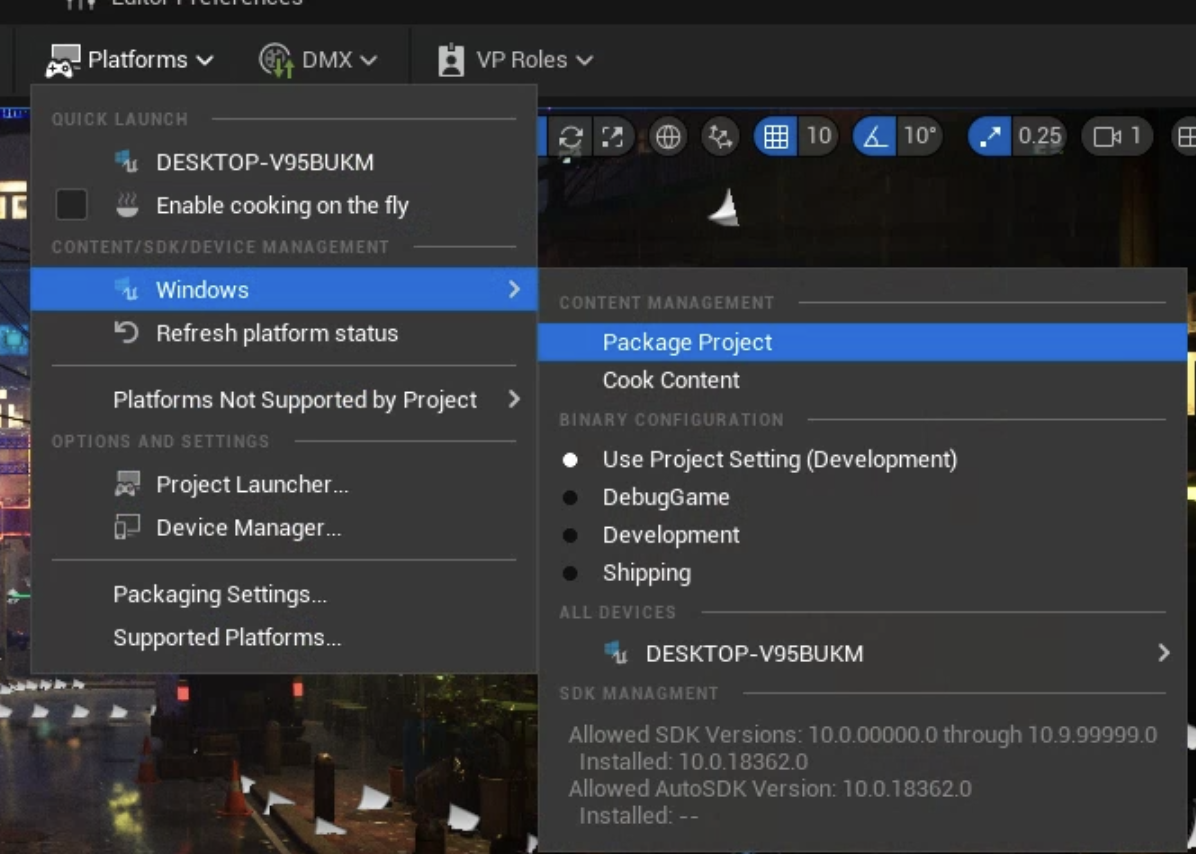 Editor Preferences
Platforms
DMX
VP Roles
QUICK LAUNCH
DESKTOP-V95BUKM
Enable cooking on the fly
CONTENT/SDK/DEVICE MANAGEMENT
Windows
Refresh platform status
Platforms Not Supported by Project
OPTIONS AND SETTINGS
Project Launcher...
Device Manager...
Packaging Settings...
Supported Platforms...
10
10°
0.25
1
CONTENT MANAGEMENT
Package Project
Cook Content
BINARY CONFIGURATION
Use Project Setting (Development)
DebugGame
Development
Shipping
ALL DEVICES
DESKTOP-V95BUKM
SDK MANAGMENT
Allowed SDK Versions: 10.0.00000.0 through 10.9.99999.0
Installed: 10.0.18362.0
Allowed AutoSDK Version: 10.0.18362.0
Installed: --